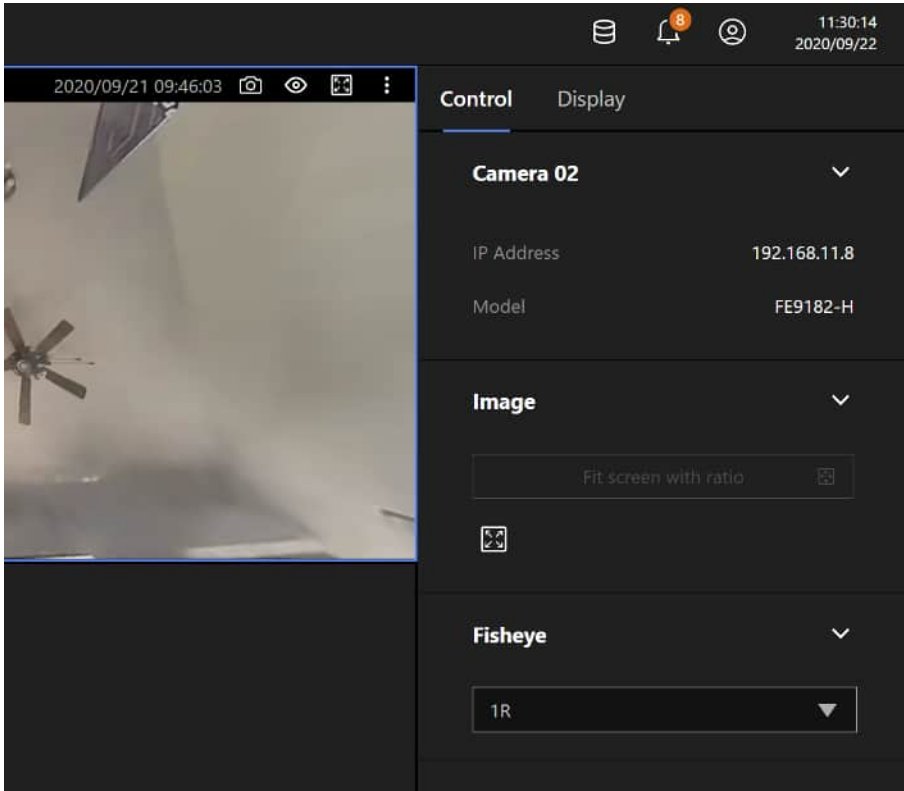 8
11:30:14
2020/09/22
2020/09/21 09:46:03
Control Display
Camera 02
IP Address 192.168.11.8
Model FE9182-H
Image
Fit screen with ratio
Fisheye
1R